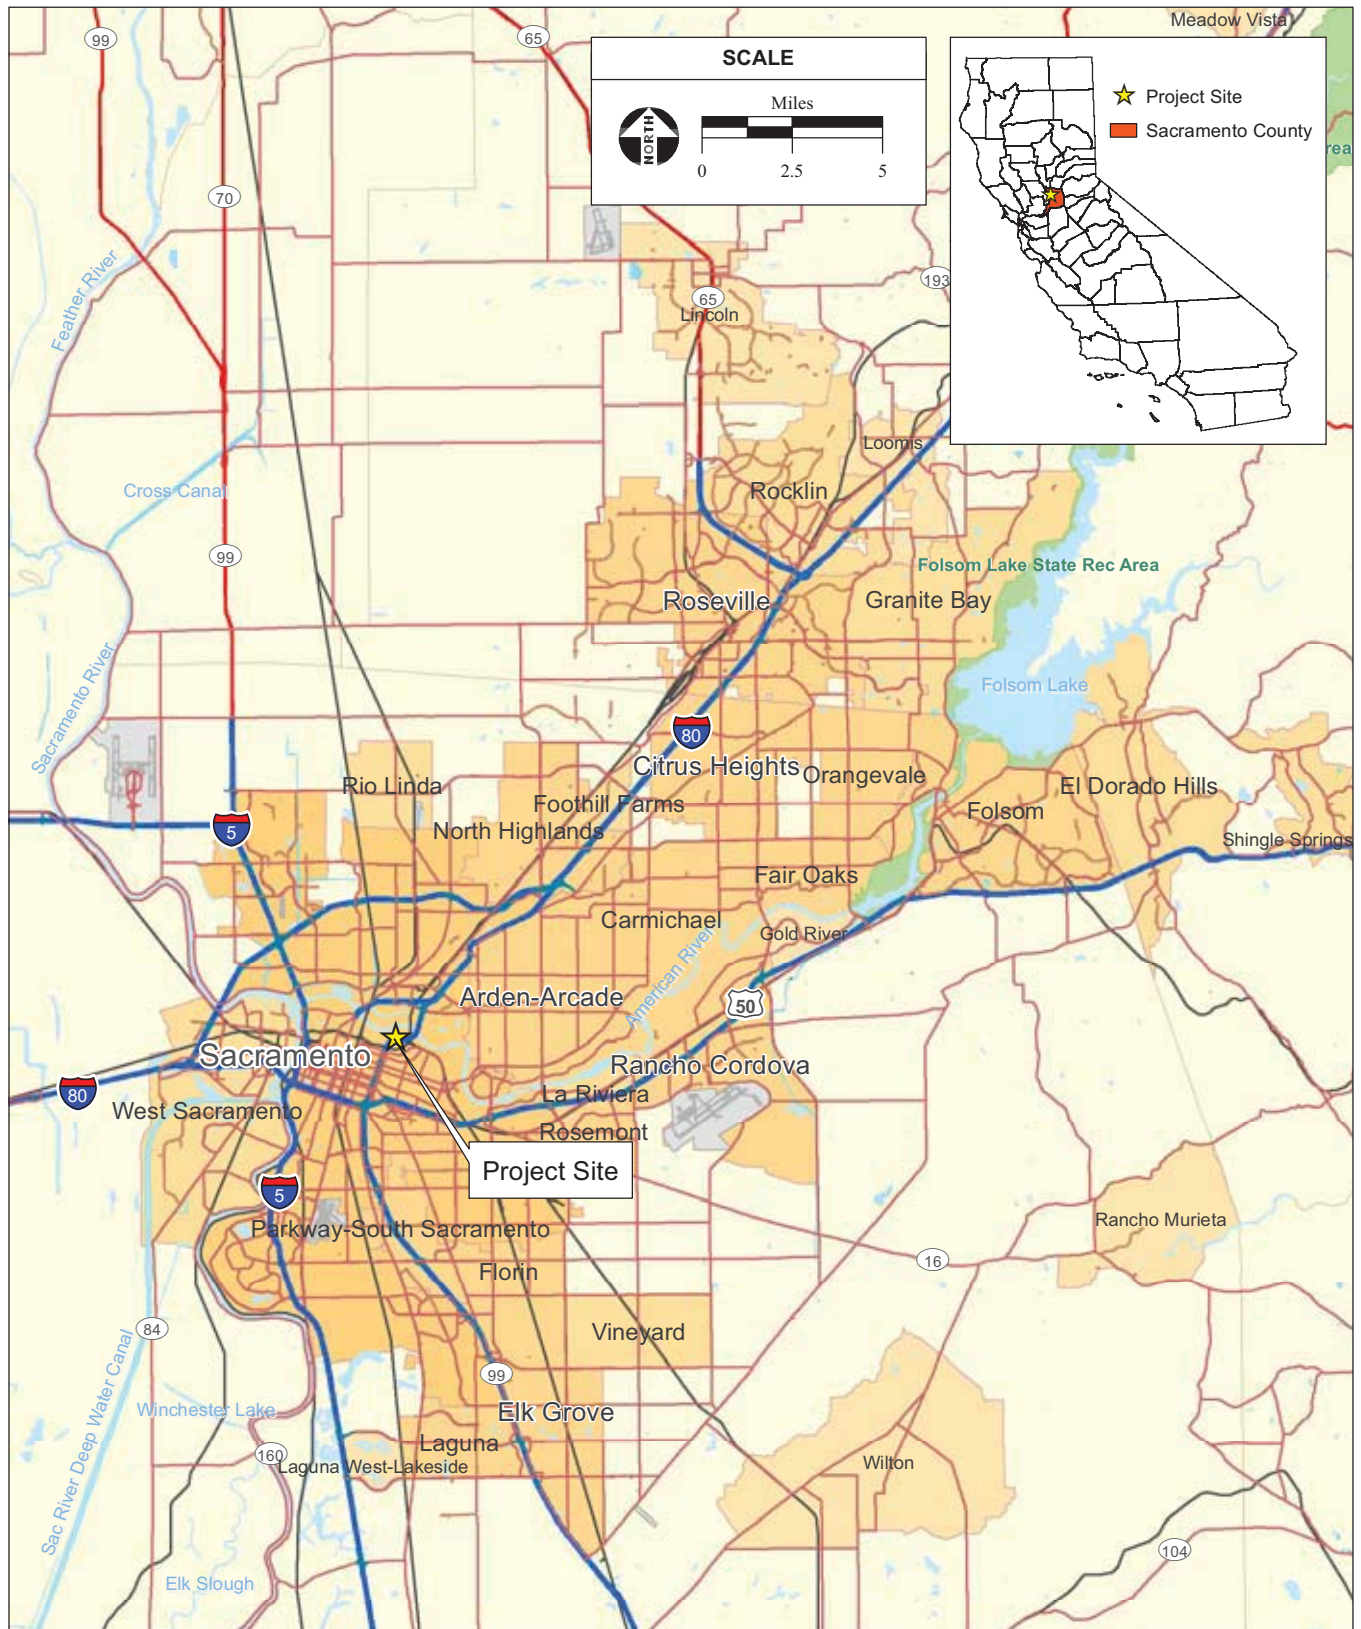 Meadow Vista
99
65
SCALE
Miles
NORTH
0 2.5 5
Project Site
Sacramento County
rea
70
Feather River
193
65
Lincoln
Loomis
Cross Canal
Rocklin
99
Folsom Lake State Rec Area
Roseville
Granite Bay
Sacramento River
Folsom Lake
80
Citrus Heights
Orangevale
Rio Linda
El Dorado Hills
Foothill Farms
Folsom
North Highlands
5
Shingle Springs
Fair Oaks
Carmichael
Gold River
American River
Arden-Arcade
50
Sacramento
Rancho Cordova
80
La Riviera
West Sacramento
Rosemont
Project Site
5
Parkway-South Sacramento
Rancho Murieta
16
Florin
84
Vineyard
Sac River Deep Water Canal
99
Winchester Lake
Elk Grove
Laguna
160
Laguna West-Lakeside
Wilton
104
Elk Slough